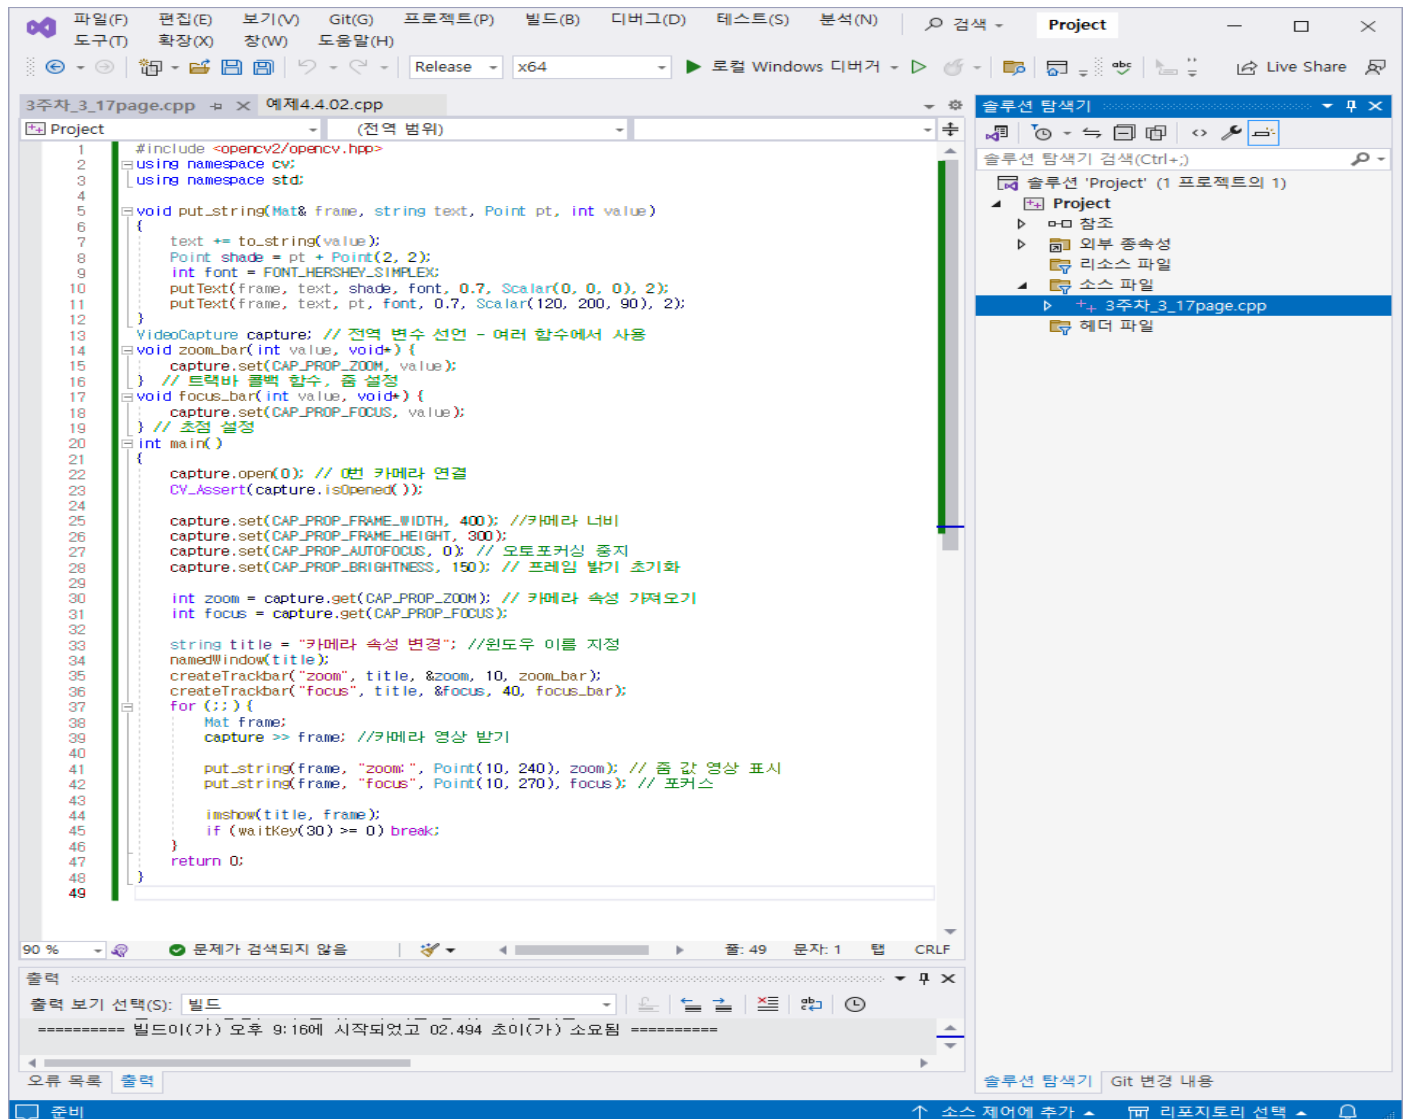 파일(F) 편집(E) 보기(V) Git(G) 프로젝트(P) 빌드(B) 디버그(D) 테스트(S) 분석(N) 검색 Project
도구(T) 확장(X) 창(W) 도움말(H)
Release x64 로컬 Windows 디버거 Live Share
3주차_3_17page.cpp 예제4.4.02.cpp
Project (전역 범위)
1 #include <opencv2/opencv.hpp>
2 using namespace cv;
3 using namespace std;
4
5 void put_string(Mat& frame, string text, Point pt, int value)
6 {
7 text += to_string(value);
8 Point shade = pt + Point(2, 2);
9 int font = FONT_HERSHEY_SIMPLEX;
10 putText(frame, text, shade, font, 0.7, Scalar(0, 0, 0), 2);
11 putText(frame, text, pt, font, 0.7, Scalar(120, 200, 90), 2);
12 }
13 VideoCapture capture; // 전역 변수 선언 - 여러 함수에서 사용
14 void zoom_bar(int value, void*) {
15 capture.set(CAP_PROP_ZOOM, value);
16 } // 트랙바 콜백 함수, 줌 설정
17 void focus_bar(int value, void*) {
18 capture.set(CAP_PROP_FOCUS, value);
19 } // 초점 설정
20 int main()
21 {
22 capture.open(0); // 0번 카메라 연결
23 CV_Assert(capture.isOpened());
24
25 capture.set(CAP_PROP_FRAME_WIDTH, 400); //카메라 너비
26 capture.set(CAP_PROP_FRAME_HEIGHT, 300);
27 capture.set(CAP_PROP_AUTOFOCUS, 0); // 오토포커싱 중지
28 capture.set(CAP_PROP_BRIGHTNESS, 150); // 프레임 밝기 초기화
29
30 int zoom = capture.get(CAP_PROP_ZOOM); // 카메라 속성 가져오기
31 int focus = capture.get(CAP_PROP_FOCUS);
32
33 string title = "카메라 속성 변경"; //윈도우 이름 지정
34 namedWindow(title);
35 createTrackbar("zoom", title, &zoom, 10, zoom_bar);
36 createTrackbar("focus", title, &focus, 40, focus_bar);
37 for (;;) {
38 Mat frame;
39 capture >> frame; //카메라 영상 받기
40
41 put_string(frame, "zoom:", Point(10, 240), zoom); // 줌 값 영상 표시
42 put_string(frame, "focus", Point(10, 270), focus); // 포커스
43
44 imshow(title, frame);
45 if (waitKey(30) >= 0) break;
46 }
47 return 0;
48 }
49
90 % 문제가 검색되지 않음 줄: 49 문자: 1 탭 CRLF
출력
출력 보기 선택(S): 빌드
========== 빌드이(가) 오후 9:16에 시작되었고 02.494 초이(가) 소요됨 ==========
오류 목록 출력
솔루션 탐색기
솔루션 탐색기 검색(Ctrl+;)
솔루션 'Project' (1 프로젝트의 1)
Project
참조
외부 종속성
리소스 파일
소스 파일
3주차_3_17page.cpp
헤더 파일
솔루션 탐색기 Git 변경 내용
준비 소스 제어에 추가 리포지토리 선택